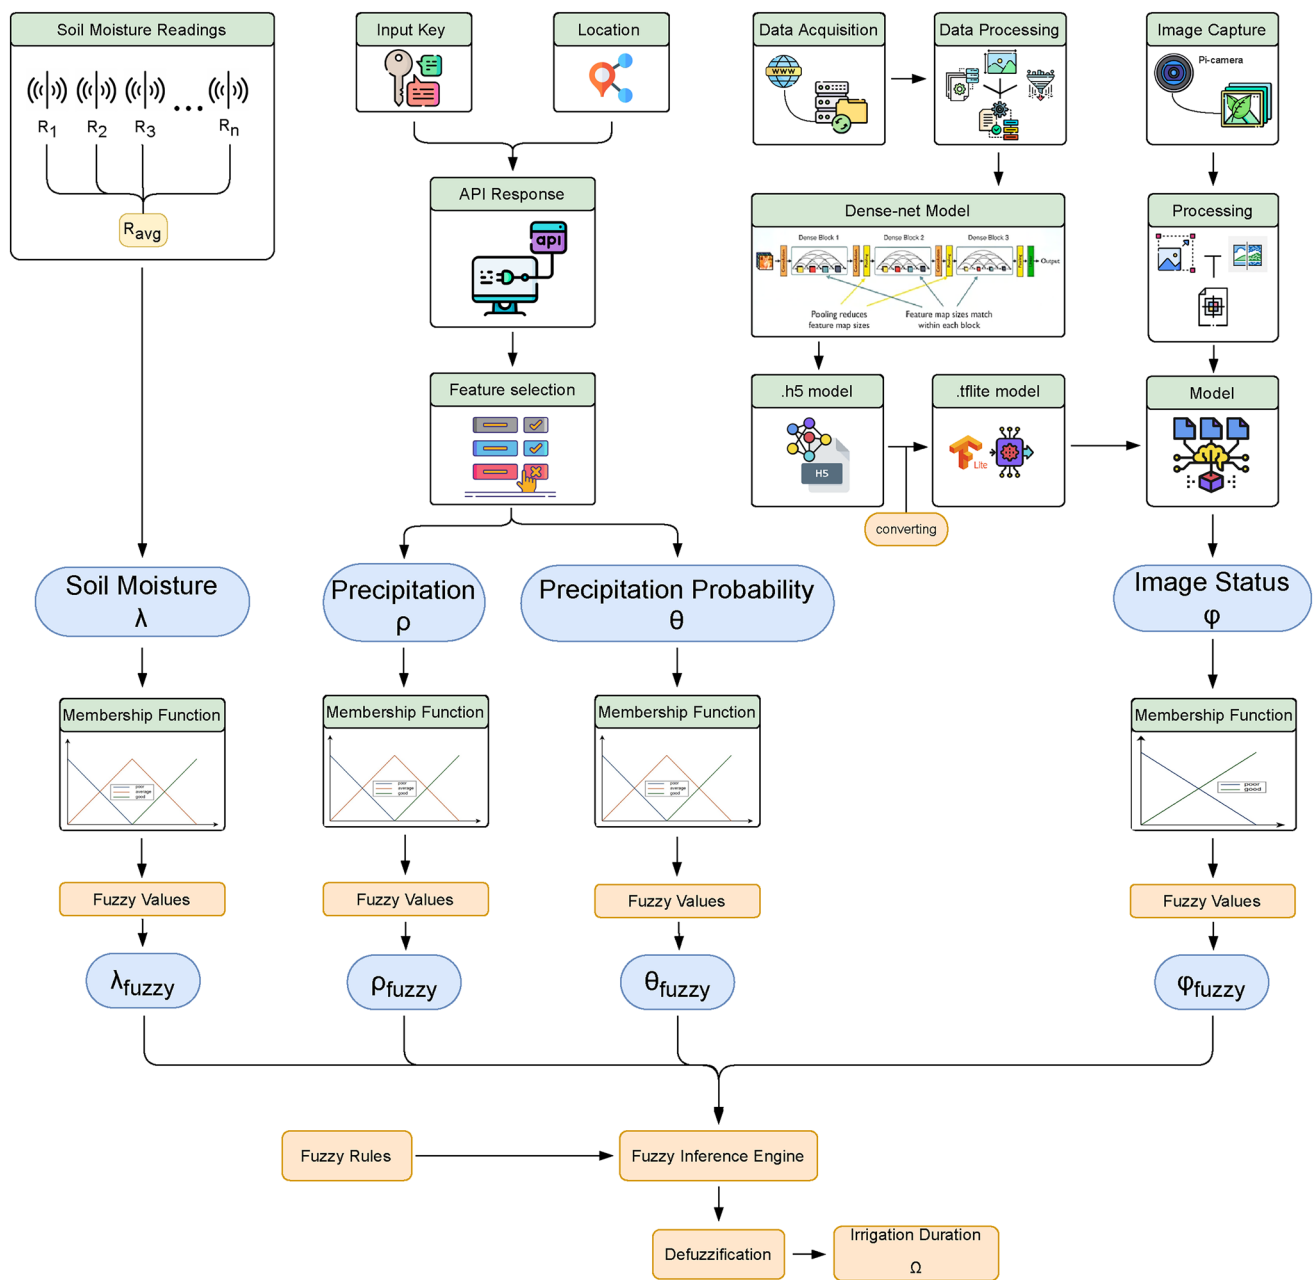 Soil Moisture Readings
R1 R2 R3 ... Rn
Ravg
Input Key
Location
API Response
api
Feature selection
Data Acquisition
WWW
Data Processing
Image Capture
Pi-camera
Dense-net Model
Dense Block 1
Dense Block 2
Dense Block 3
Output
Pooling reduces
feature map sizes
Feature map sizes match
within each block
Processing
.h5 model
H5
.tflite model
Lite
converting
Model
Soil Moisture
λ
Precipitation
ρ
Precipitation Probability
θ
Image Status
φ
Membership Function
poor
average
good
Membership Function
poor
average
good
Membership Function
poor
average
good
Membership Function
poor
good
Fuzzy Values
Fuzzy Values
Fuzzy Values
Fuzzy Values
λfuzzy
ρfuzzy
θfuzzy
φfuzzy
Fuzzy Rules
Fuzzy Inference Engine
Defuzzification
Irrigation Duration
Ω